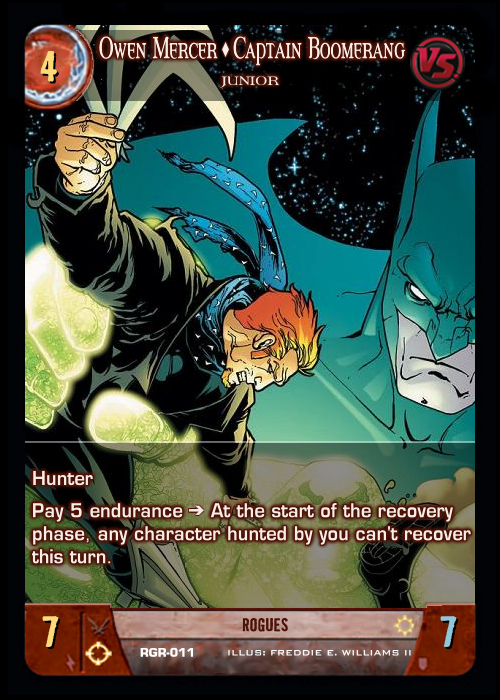 4
OWEN MERCER ♦ CAPTAIN BOOMERANG
VS
JUNIOR
Hunter
Pay 5 endurance → At the start of the recovery
phase, any character hunted by you can't recover
this turn.
7
ROGUES
7
RGR-011
ILLUS: FREDDIE E. WILLIAMS II